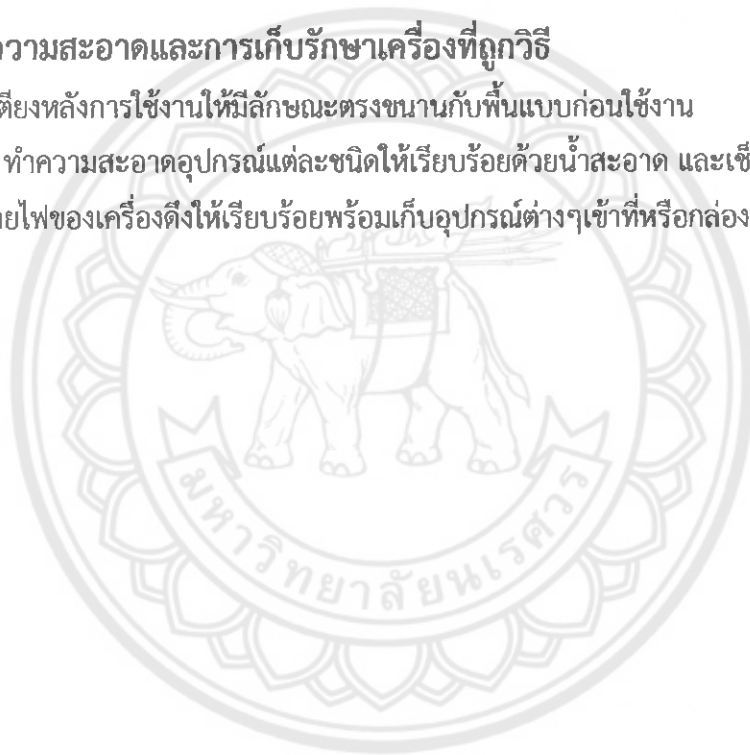 ความสะอาดและการเก็บรักษาเครื่องที่ถูกวิธี
เตียงหลังการใช้งานให้มีลักษณะตรงขนานกับพื้นแบบก่อนใช้งาน
ทำความสะอาดอุปกรณ์แต่ละชนิดให้เรียบร้อยด้วยน้ำสะอาด และเช็
ยไฟของเครื่องดึงให้เรียบร้อยพร้อมเก็บอุปกรณ์ต่างๆเข้าที่หรือกล่อง
มหาวิทยาลัยนเรศวร